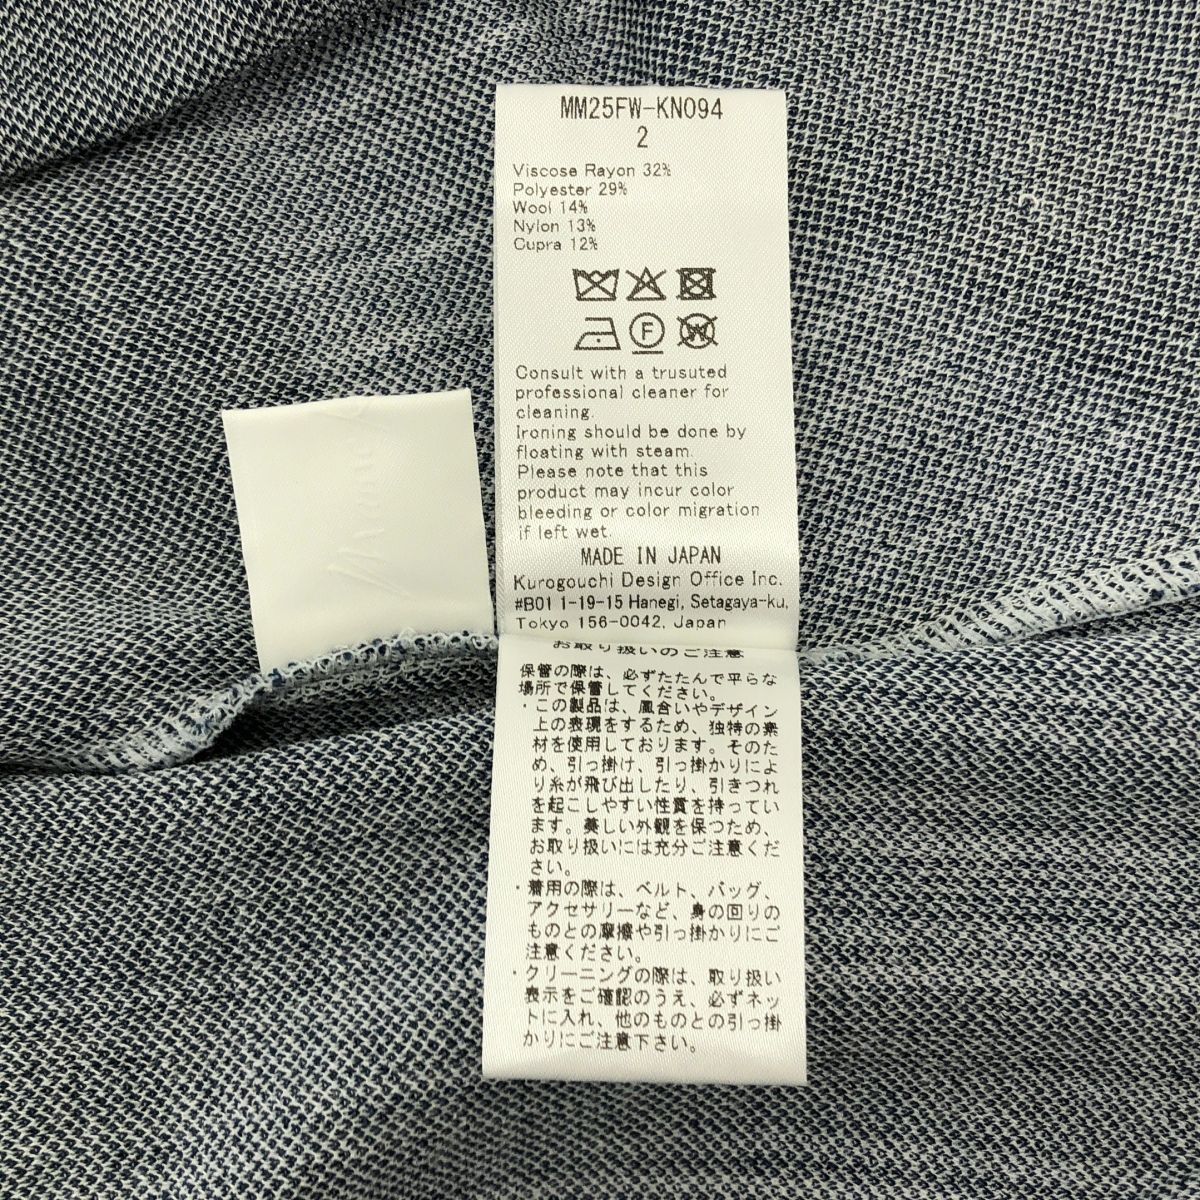 MM25FW-KN094
2
Viscose Rayon 32%
Polyester 29%
Wool 14%
Nylon 13%
Cupra 12%
F
W
Consult with a trusuted
professional cleaner for
cleaning.
Ironing should be done by
floating with steam.
Please note that this
product may incur color
bleeding or color migration
if left wet.
MADE IN JAPAN
Kurogouchi Design Office Inc.
#B01 1-19-15 Hanegi, Setagaya-ku,
Tokyo 156-0042, Japan
お取り扱いのご注意
保管の際は、必ずたたんで平らな
場所で保管してください。
・この製品は、風合いやデザイン
上の表現をするため、独特の素
材を使用しております。そのた
め、引っ掛け、引っ掛かりによ
り糸が飛び出したり、引きつれ
を起こしやすい性質を持ってい
ます。美しい外観を保つため、
お取り扱いには充分ご注意くだ
さい。
・着用の際は、ベルト、バッグ、
アクセサリーなど、身の回りの
ものとの摩擦や引っ掛かりにご
注意ください。
・クリーニングの際は、取り扱い
表示をご確認のうえ、必ずネッ
トに入れ、他のものとの引っ掛
かりにご注意下さい。